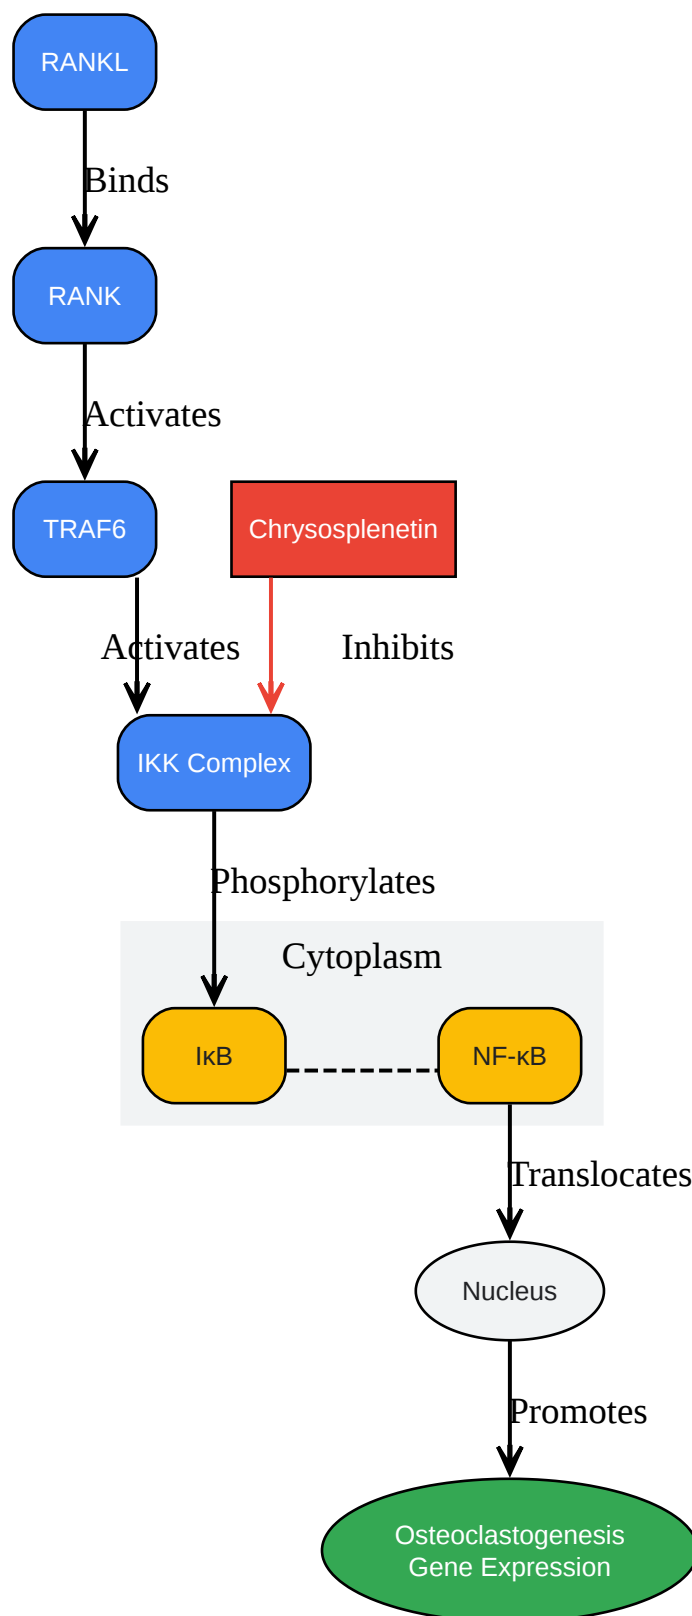 RANKL
Binds
RANK
Activates
TRAF6
Chrysosplenetin
Activates
Inhibits
IKK Complex
Phosphorylates
Cytoplasm
IκB
NF-κB
Translocates
Nucleus
Promotes
Osteoclastogenesis
Gene Expression